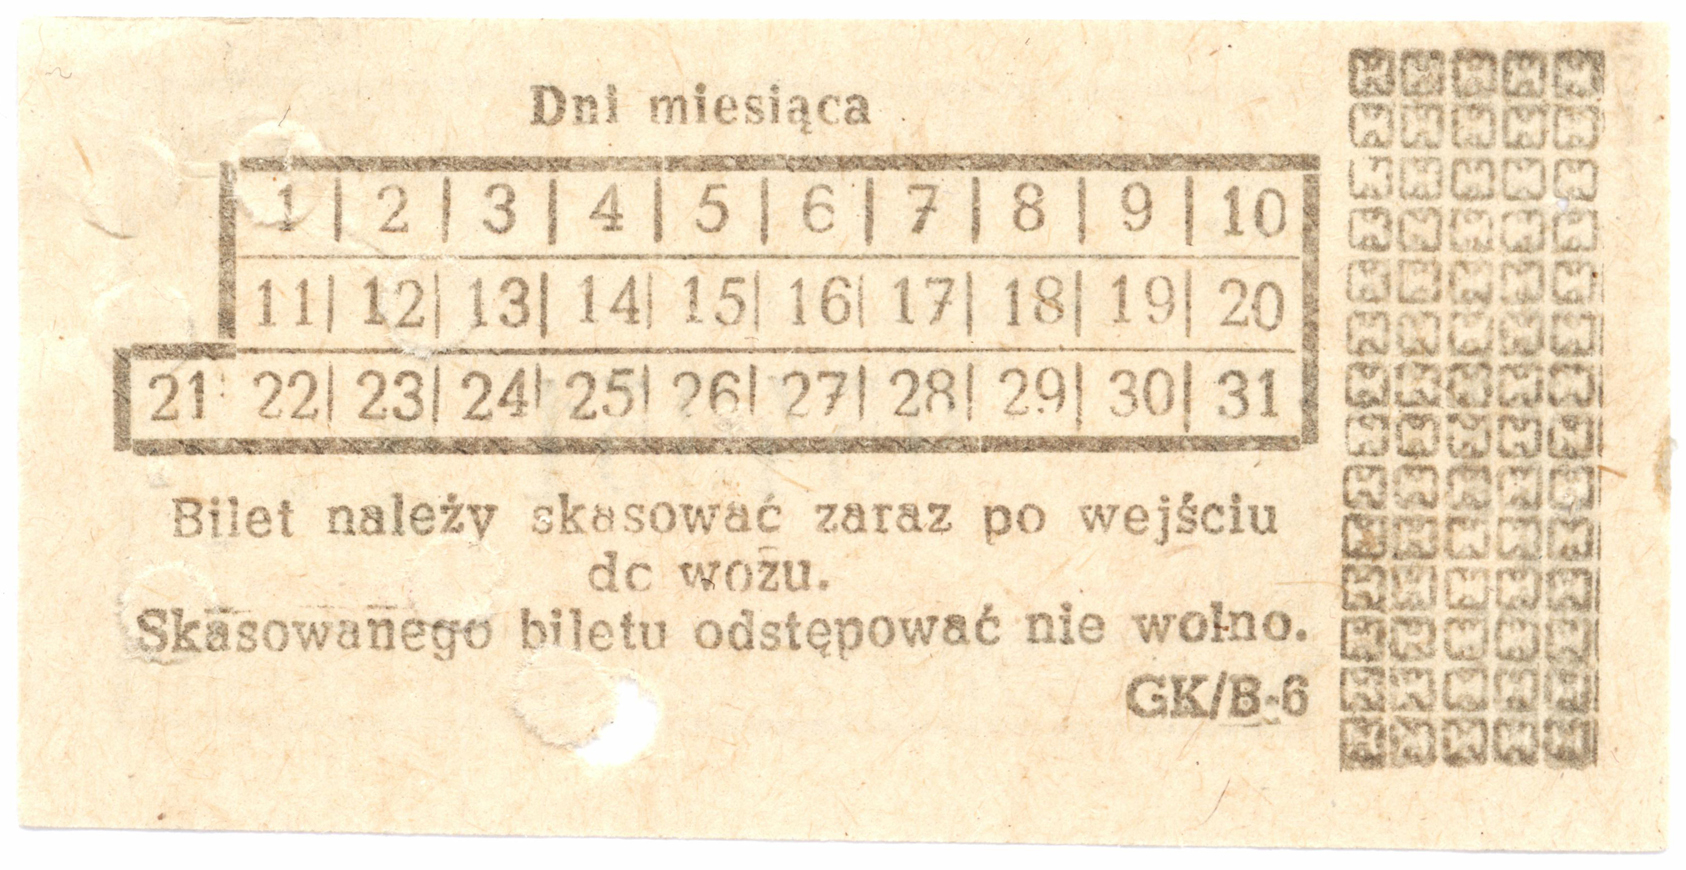 Dni miesiąca
1 | 2 | 3 | 4 | 5 | 6 | 7 | 8 | 9 | 10
11 | 12 | 13 | 14 | 15 | 16 | 17 | 18 | 19 | 20
21 22 | 23 | 24 | 25 | 26 | 27 | 28 | 29 | 30 | 31
Bilet należy skasować zaraz po wejściu
do wozu.
Skasowanego biletu odstępować nie wolno.
GK/B-6